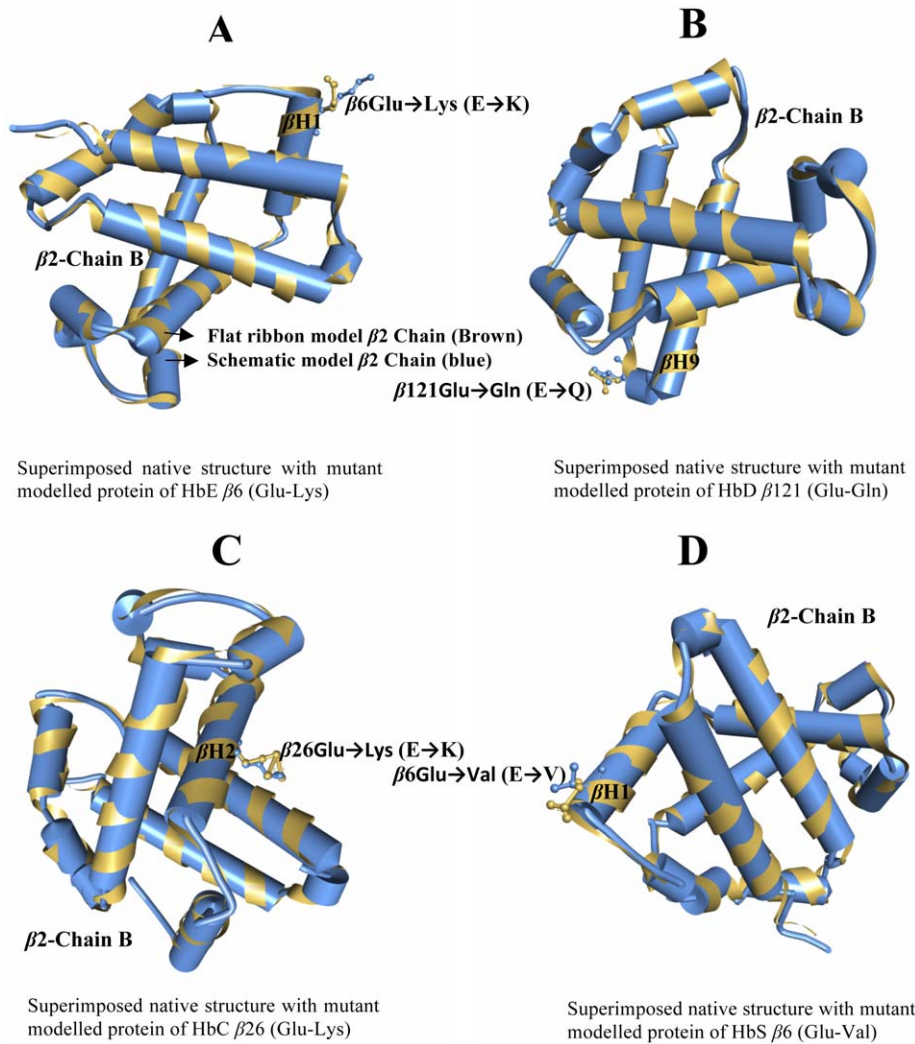 A
β6Glu→Lys (E→K)
βH1
β2-Chain B
Flat ribbon model β2 Chain (Brown)
Schematic model β2 Chain (blue)
Superimposed native structure with mutant
modelled protein of HbE β6 (Glu-Lys)
B
β2-Chain B
βH9
β121Glu→Gln (E→Q)
Superimposed native structure with mutant
modelled protein of HbD β121 (Glu-Gln)
C
βH2
β26Glu→Lys (E→K)
β2-Chain B
Superimposed native structure with mutant
modelled protein of HbC β26 (Glu-Lys)
D
β2-Chain B
β6Glu→Val (E→V)
βH1
Superimposed native structure with mutant
modelled protein of HbS β6 (Glu-Val)